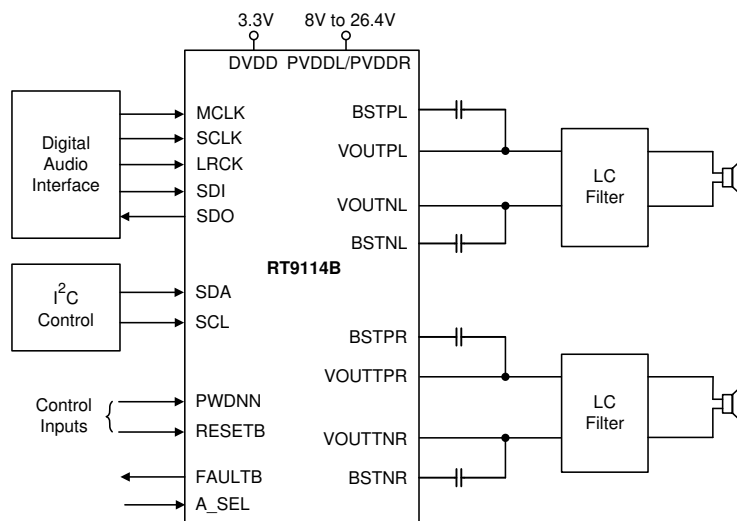 3.3V
8V to 26.4V
DVDD
PVDDL/PVDDR
Digital
Audio
Interface
MCLK
SCLK
LRCK
SDI
SDO
I2C
Control
SDA
SCL
Control
Inputs
PWDNN
RESETB
FAULTB
A_SEL
RT9114B
BSTPL
VOUTPL
VOUTNL
BSTNL
LC
Filter
BSTPR
VOUTTPR
VOUTTNR
BSTNR
LC
Filter